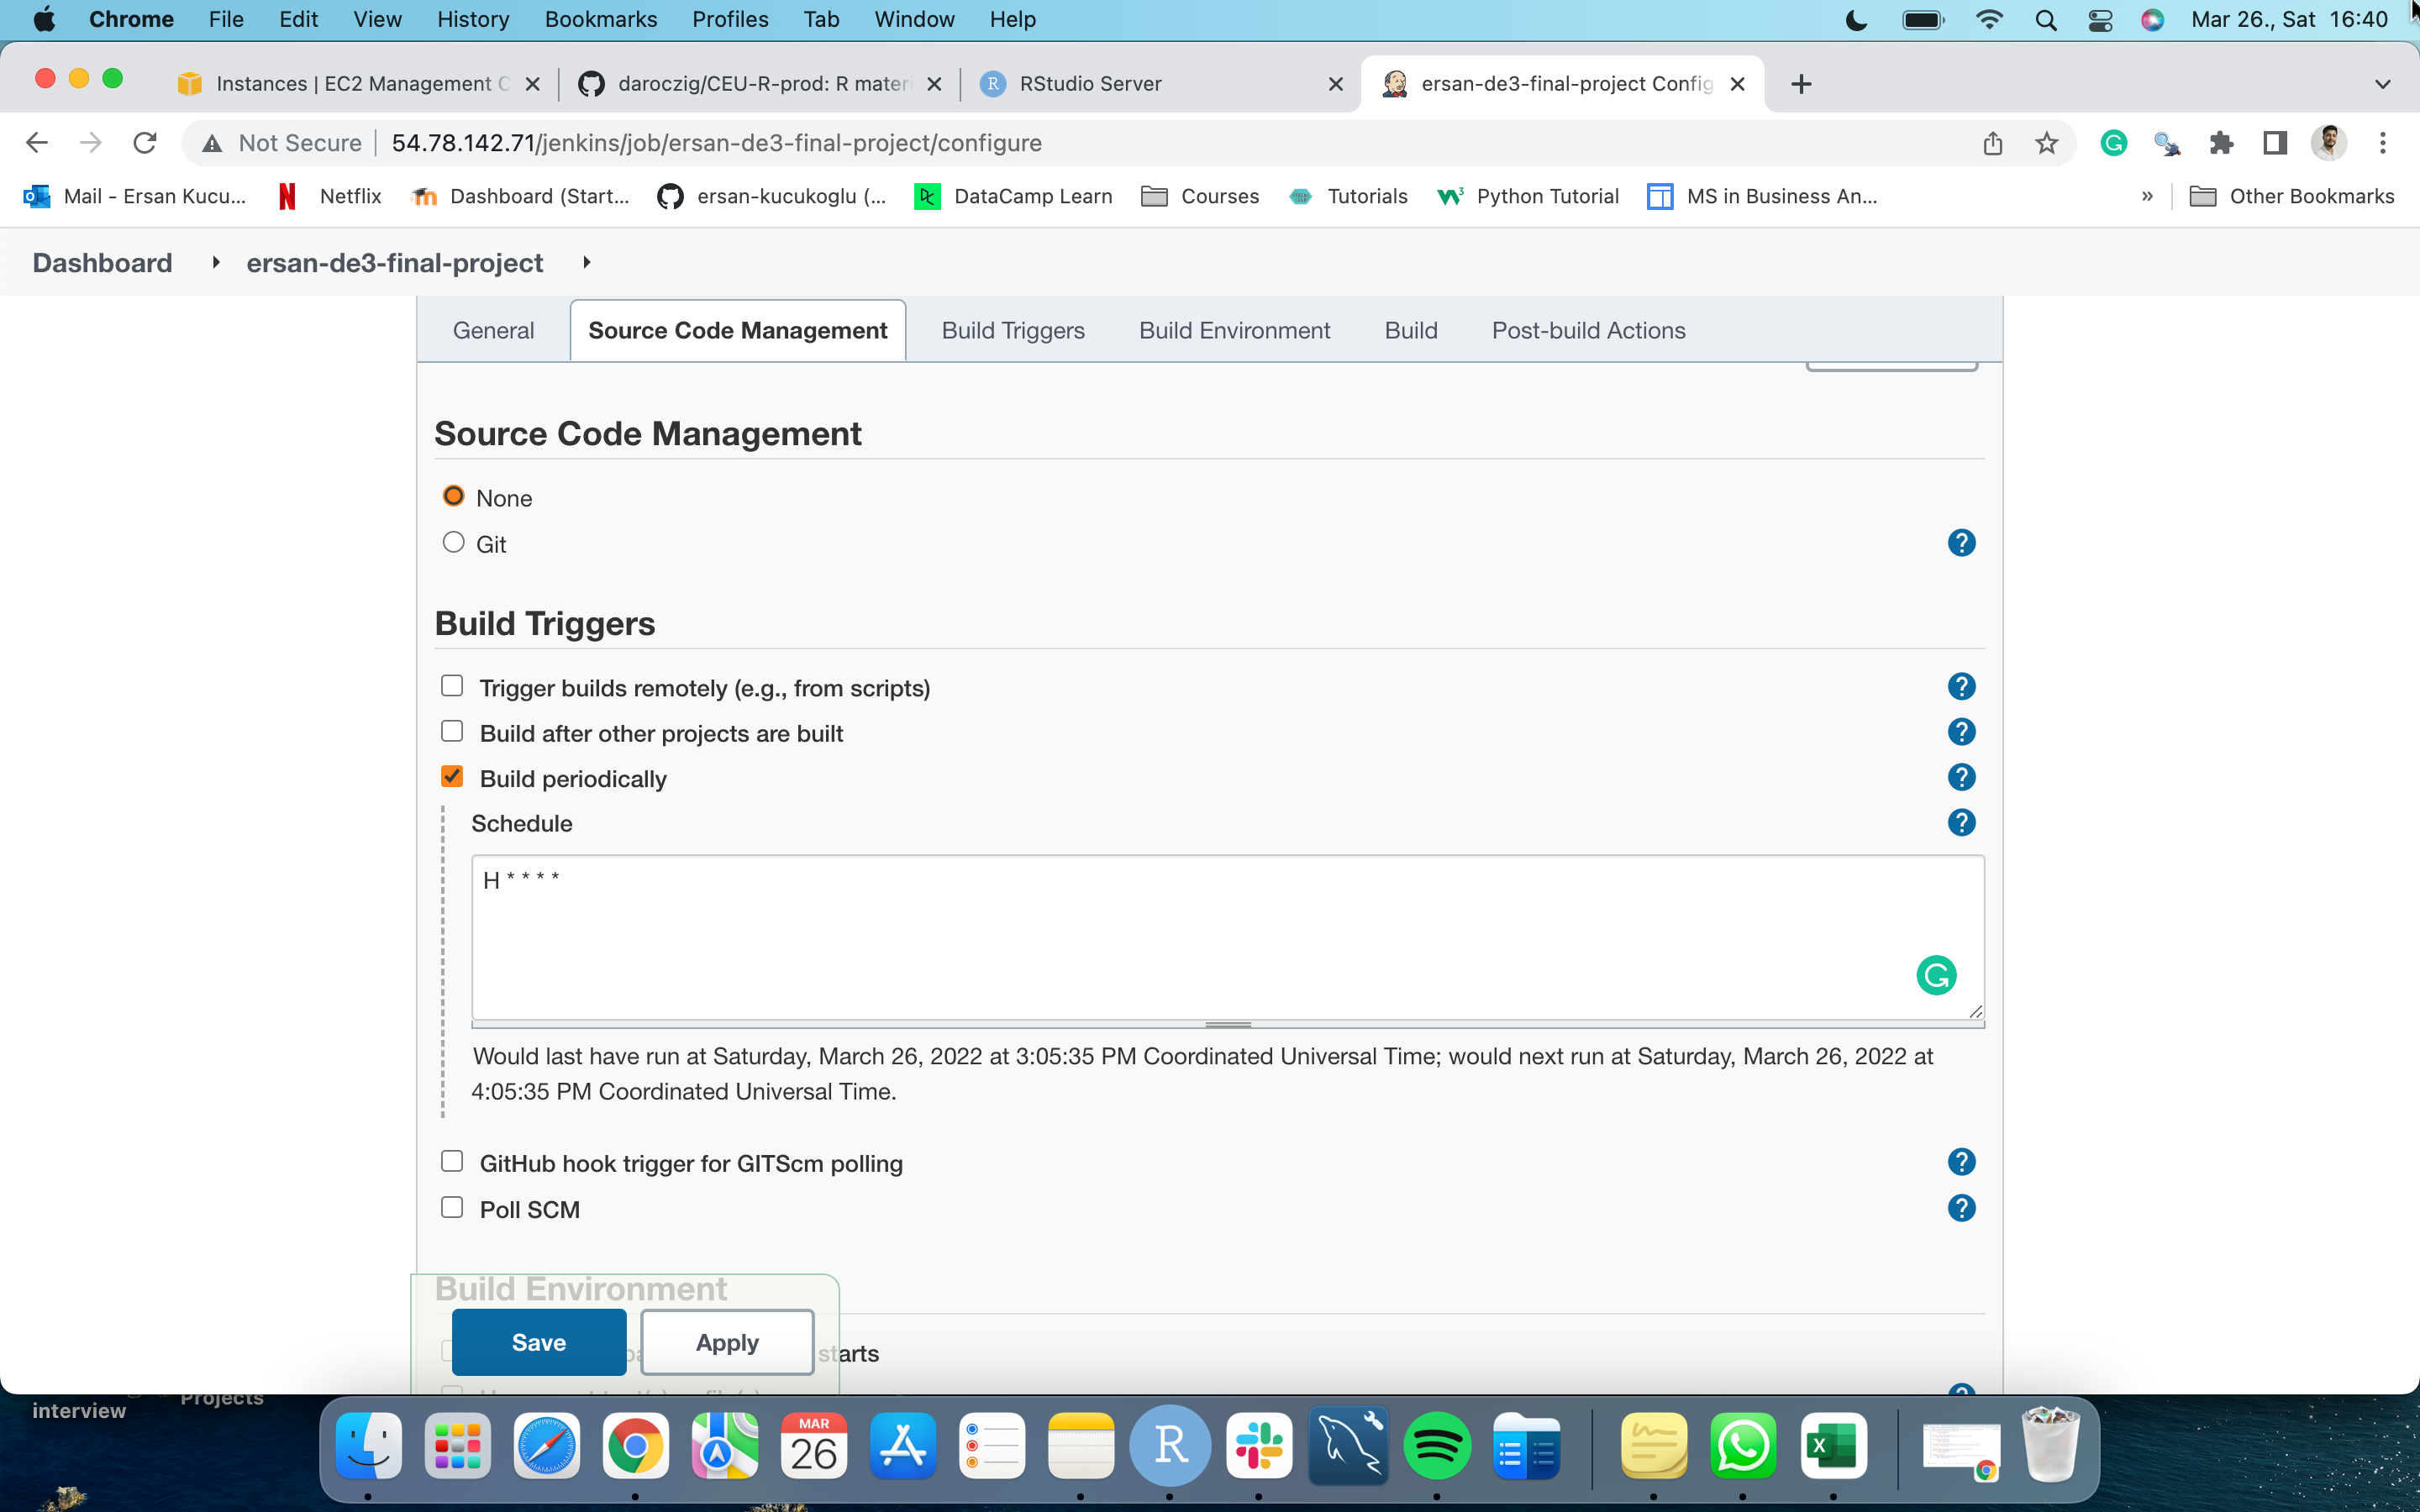 Chrome File Edit View History Bookmarks Profiles Tab Window Help Mar 26., Sat 16:40
Instances | EC2 Management C daroczig/CEU-R-prod: R materi RStudio Server ersan-de3-final-project Config
Not Secure 54.78.142.71/jenkins/job/ersan-de3-final-project/configure
Mail - Ersan Kucu... Netflix Dashboard (Start... ersan-kucukoglu (... DataCamp Learn Courses Tutorials Python Tutorial MS in Business An... » Other Bookmarks
Dashboard ersan-de3-final-project
General Source Code Management Build Triggers Build Environment Build Post-build Actions
Source Code Management
None
Git
Build Triggers
Trigger builds remotely (e.g., from scripts)
Build after other projects are built
Build periodically
Schedule
H * * * *
Would last have run at Saturday, March 26, 2022 at 3:05:35 PM Coordinated Universal Time; would next run at Saturday, March 26, 2022 at
4:05:35 PM Coordinated Universal Time.
GitHub hook trigger for GITScm polling
Poll SCM
Build Environment
Save Apply starts
interview Projects
MAR
26